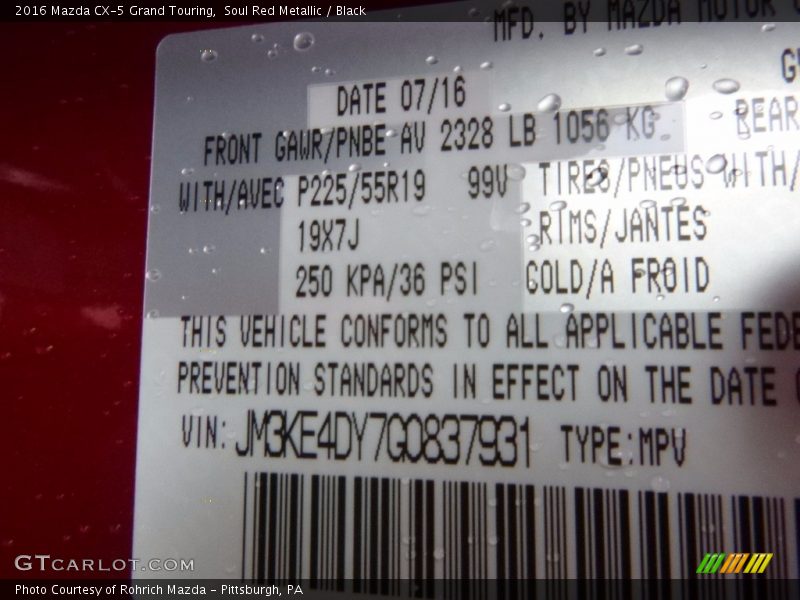 2016 Mazda CX-5 Grand Touring, Soul Red Metallic / Black
MFD. BY MAZDA MOTOR
DATE 07/16
FRONT GAWR/PNBE AV 2328 LB 1056 KG
WITH/AVEC P225/55R19 99V TIRES/PNEUS WITH/
19X7J RIMS/JANTES
250 KPA/36 PSI COLD/A FROID
THIS VEHICLE CONFORMS TO ALL APPLICABLE FEDE
PREVENTION STANDARDS IN EFFECT ON THE DATE
VIN: JM3KE4DY7G0837931 TYPE:MPV
GTCARLOT.COM
Photo Courtesy of Rohrich Mazda - Pittsburgh, PA